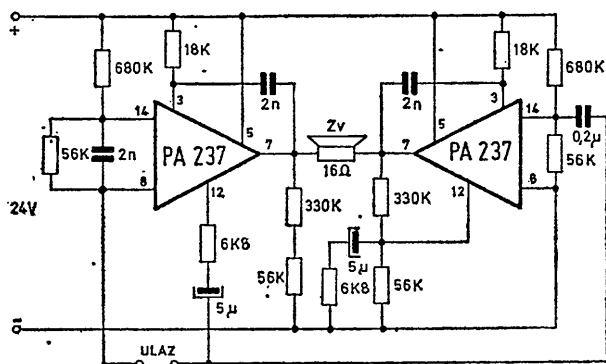 +
18K
18K
680K
680K
2n
2n
3
3
14
14
5
Zv
5
0,2μ
56K
2n
PA 237
7
16Ω
7
PA 237
56K
8
12
330K
330K
12
6
24V
6K8
5μ
56K
5μ
6K8
56K
-
ULAZ